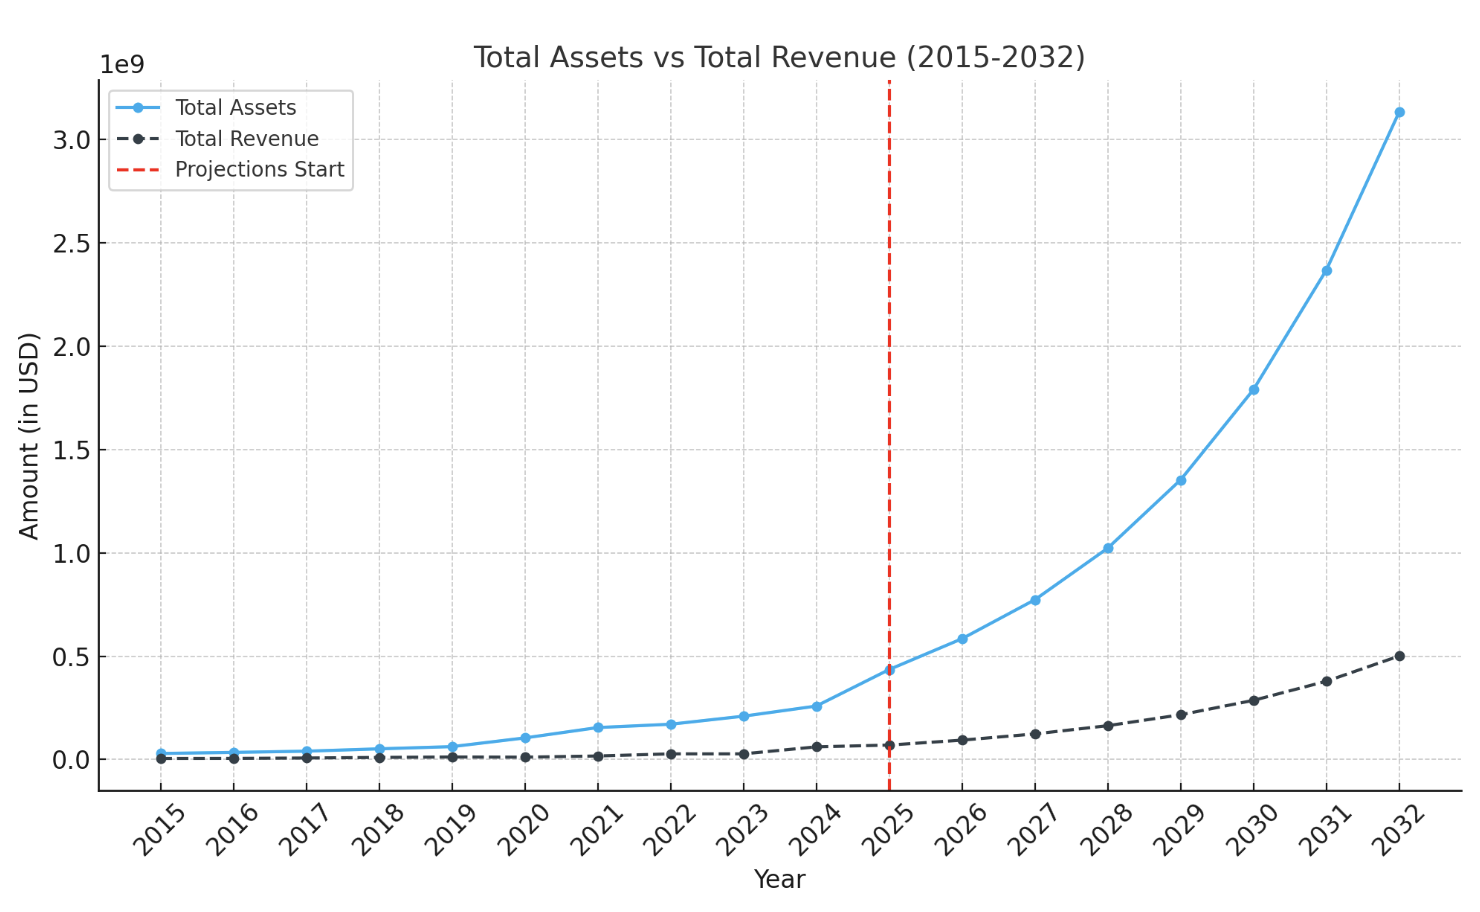 Total Assets vs Total Revenue (2015-2032)
1e9
Total Assets
Total Revenue
Projections Start
3.0
2.5
2.0
1.5
1.0
0.5
0.0
Amount (in USD)
2015 2016 2017 2018 2019 2020 2021 2022 2023 2024 2025 2026 2027 2028 2029 2030 2031 2032
Year